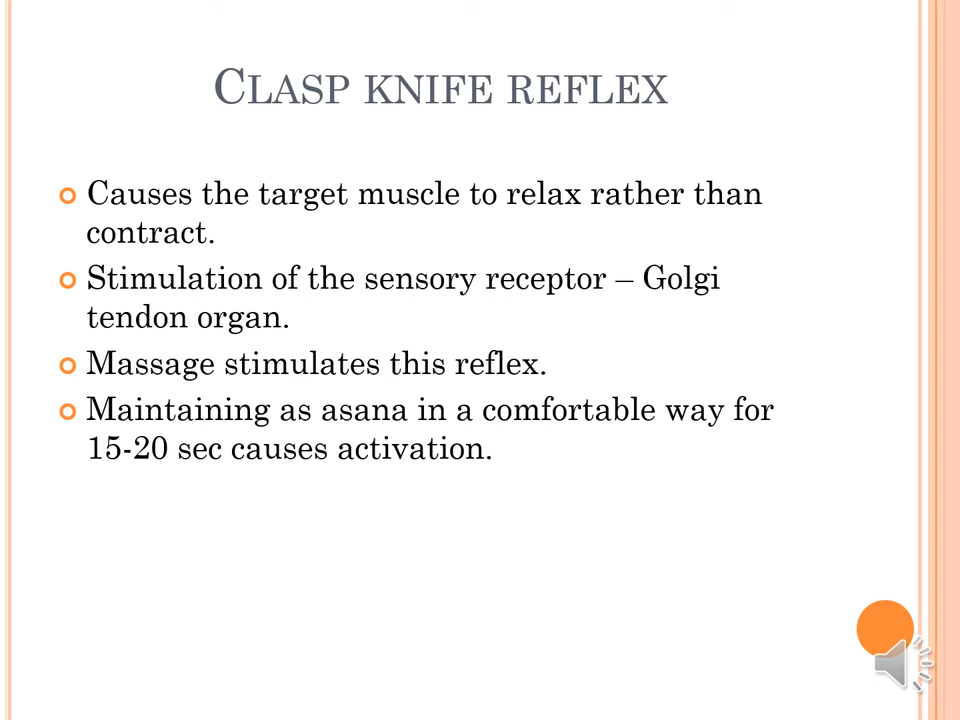 Clasp knife reflex
Causes the target muscle to relax rather than
contract.
Stimulation of the sensory receptor – Golgi
tendon organ.
Massage stimulates this reflex.
Maintaining as asana in a comfortable way for
15-20 sec causes activation.